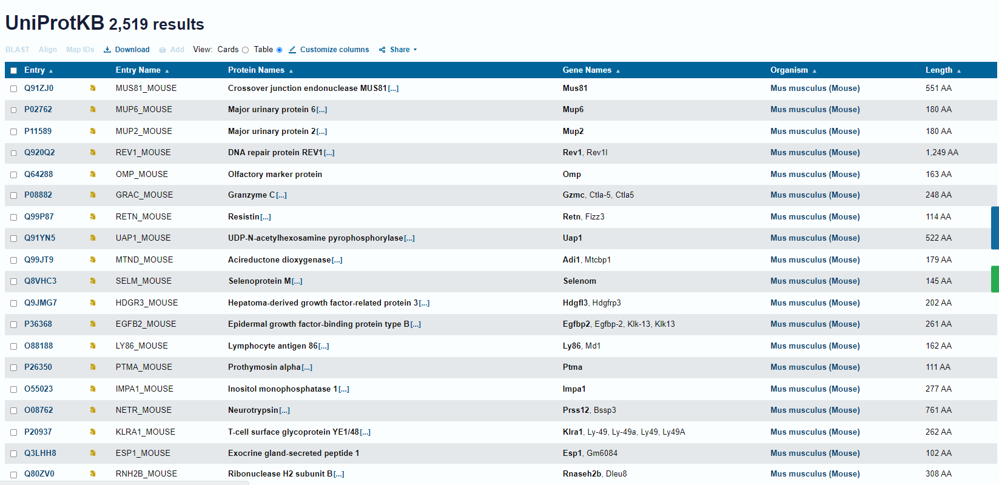 UniProtKB 2,519 results
BLAST Align Map IDs Download Add View: Cards Table Customize columns Share
Entry Entry Name Protein Names Gene Names Organism Length
Q91ZJ0 MUS81_MOUSE Crossover junction endonuclease MUS81[...] Mus81 Mus musculus (Mouse) 551 AA
P02762 MUP6_MOUSE Major urinary protein 6[...] Mup6 Mus musculus (Mouse) 180 AA
P11589 MUP2_MOUSE Major urinary protein 2[...] Mup2 Mus musculus (Mouse) 180 AA
Q920Q2 REV1_MOUSE DNA repair protein REV1[...] Rev1, Rev1l Mus musculus (Mouse) 1,249 AA
Q64288 OMP_MOUSE Olfactory marker protein Omp Mus musculus (Mouse) 163 AA
P08882 GRAC_MOUSE Granzyme C[...] Gzmc, Ctla-5, Ctla5 Mus musculus (Mouse) 248 AA
Q99P87 RETN_MOUSE Resistin[...] Retn, Fizz3 Mus musculus (Mouse) 114 AA
Q91YN5 UAP1_MOUSE UDP-N-acetylhexosamine pyrophosphorylase[...] Uap1 Mus musculus (Mouse) 522 AA
Q99JT9 MTND_MOUSE Acireductone dioxygenase[...] Adi1, Mtcbp1 Mus musculus (Mouse) 179 AA
Q8VHC3 SELM_MOUSE Selenoprotein M[...] Selenom Mus musculus (Mouse) 145 AA
Q9JMG7 HDGR3_MOUSE Hepatoma-derived growth factor-related protein 3[...] Hdgfl3, Hdgfrp3 Mus musculus (Mouse) 202 AA
P36368 EGFB2_MOUSE Epidermal growth factor-binding protein type B[...] Egfbp2, Egfbp-2, Klk-13, Klk13 Mus musculus (Mouse) 261 AA
O88188 LY86_MOUSE Lymphocyte antigen 86[...] Ly86, Md1 Mus musculus (Mouse) 162 AA
P26350 PTMA_MOUSE Prothymosin alpha[...] Ptma Mus musculus (Mouse) 111 AA
O55023 IMPA1_MOUSE Inositol monophosphatase 1[...] Impa1 Mus musculus (Mouse) 277 AA
O08762 NETR_MOUSE Neurotrypsin[...] Prss12, Bssp3 Mus musculus (Mouse) 761 AA
P20937 KLRA1_MOUSE T-cell surface glycoprotein YE1/48[...] Klra1, Ly-49, Ly-49a, Ly49, Ly49A Mus musculus (Mouse) 262 AA
Q3LHH8 ESP1_MOUSE Exocrine gland-secreted peptide 1 Esp1, Gm6084 Mus musculus (Mouse) 102 AA
Q80ZV0 RNH2B_MOUSE Ribonuclease H2 subunit B[...] Rnaseh2b, Dleu8 Mus musculus (Mouse) 308 AA